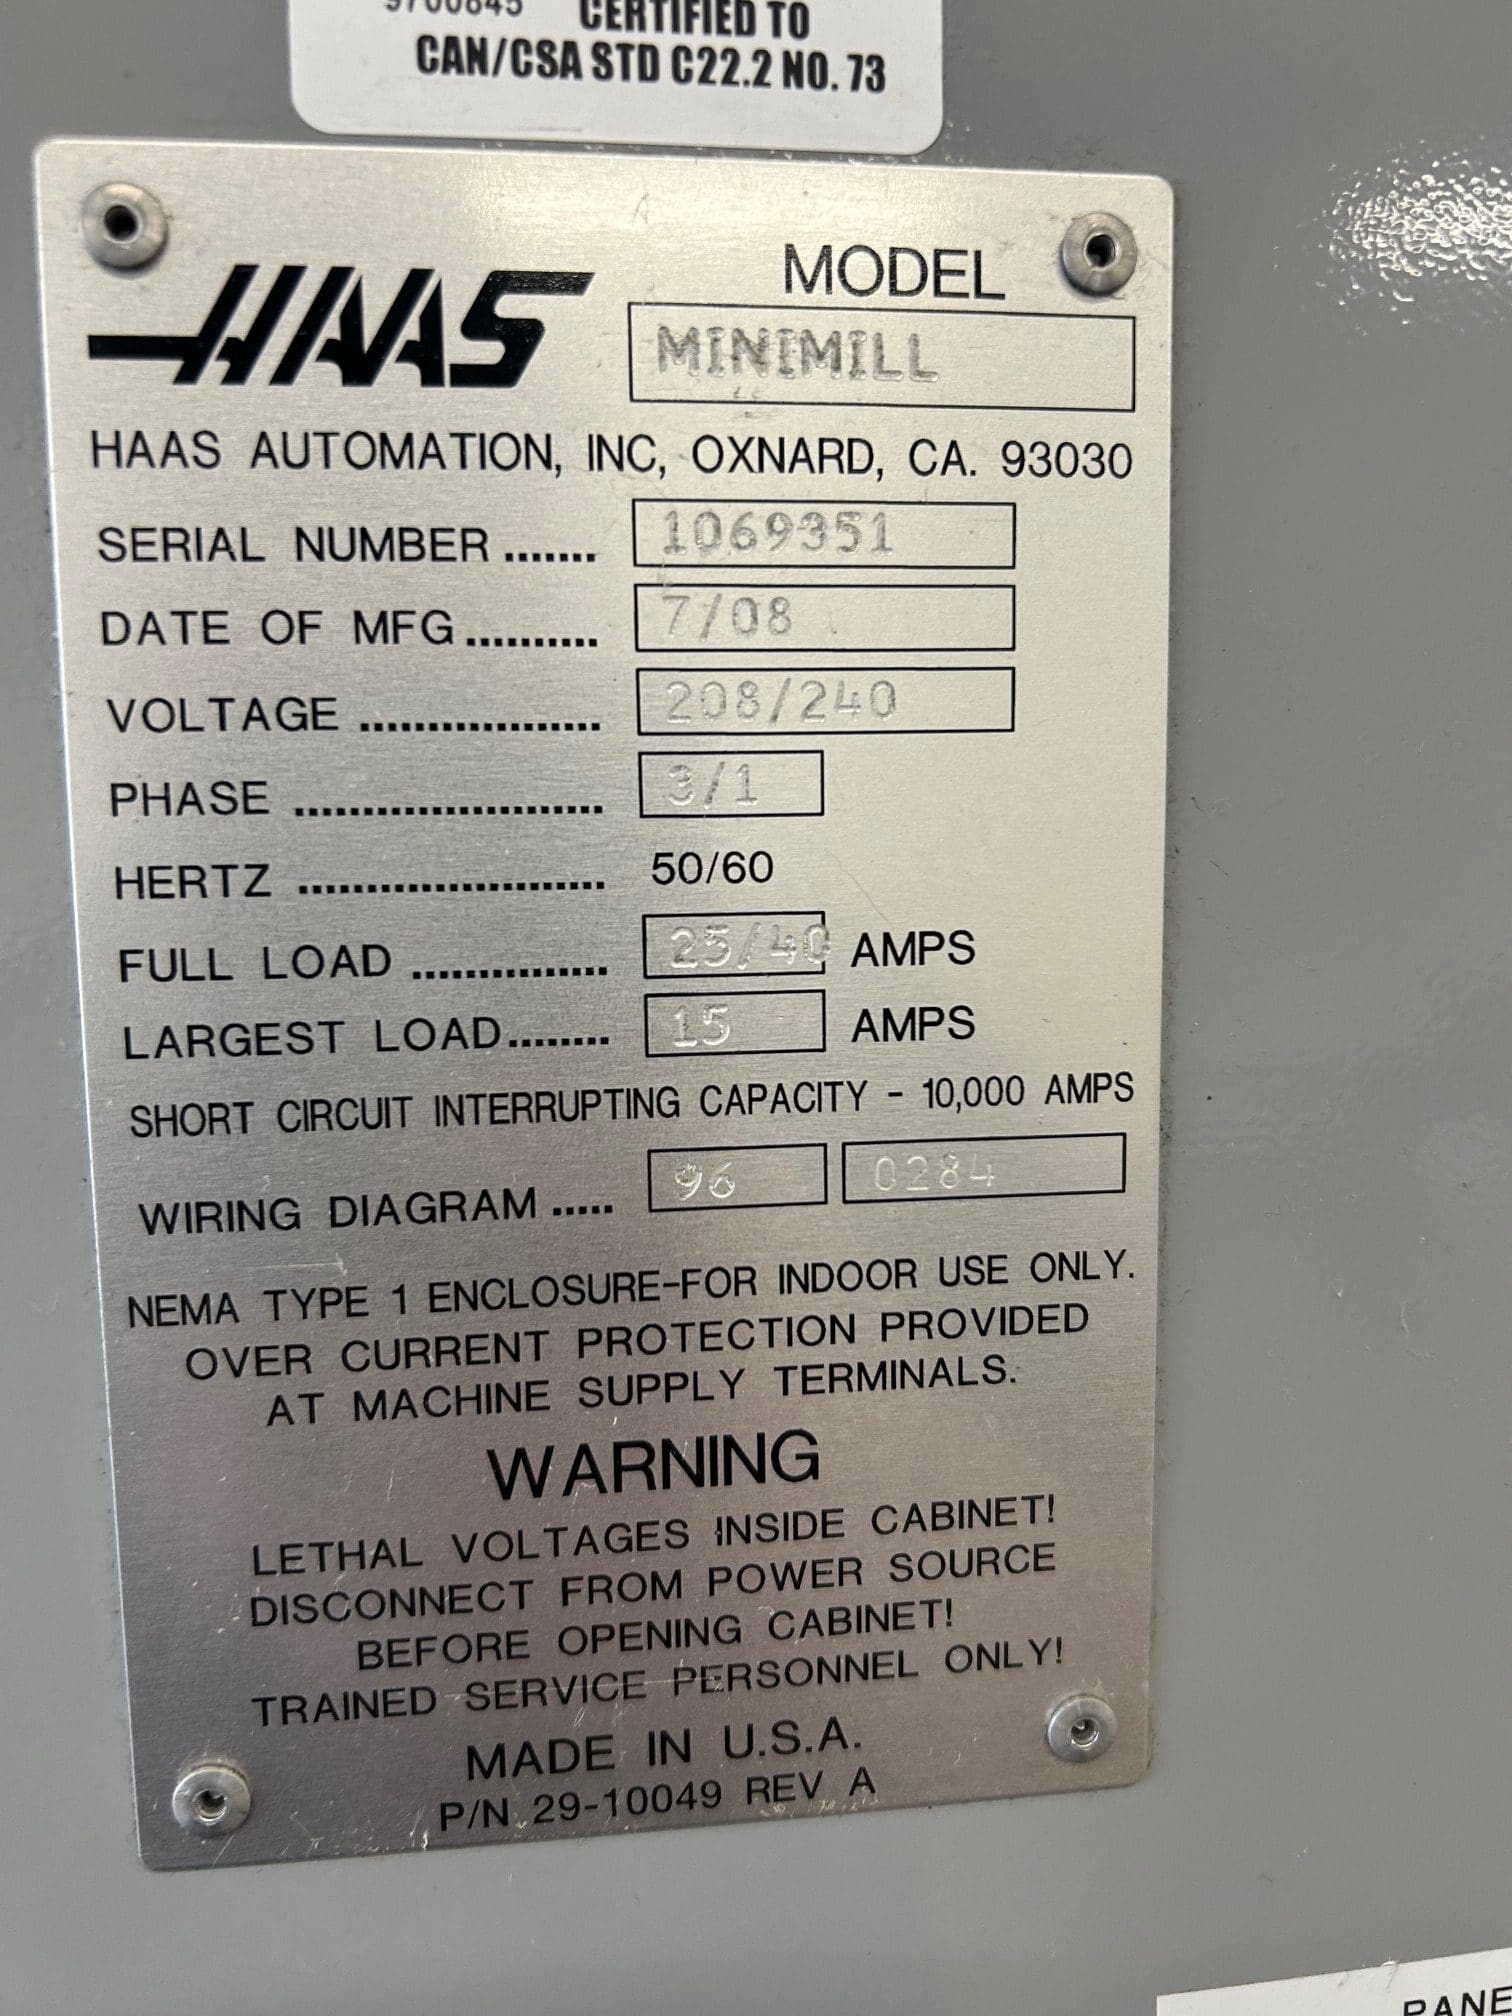 9700845 CERTIFIED TO
CAN/CSA STD C22.2 NO. 73
HAAS
MODEL
MINIMILL
HAAS AUTOMATION, INC, OXNARD, CA. 93030
SERIAL NUMBER ....... 1069351
DATE OF MFG .......... 7/08
VOLTAGE .................. 208/240
PHASE ....................... 3/1
HERTZ ....................... 50/60
FULL LOAD ............... 25/40 AMPS
LARGEST LOAD........ 15 AMPS
SHORT CIRCUIT INTERRUPTING CAPACITY - 10,000 AMPS
WIRING DIAGRAM ..... 96 0284
NEMA TYPE 1 ENCLOSURE-FOR INDOOR USE ONLY.
OVER CURRENT PROTECTION PROVIDED
AT MACHINE SUPPLY TERMINALS.
WARNING
LETHAL VOLTAGES INSIDE CABINET!
DISCONNECT FROM POWER SOURCE
BEFORE OPENING CABINET!
TRAINED SERVICE PERSONNEL ONLY!
MADE IN U.S.A.
P/N 29-10049 REV A